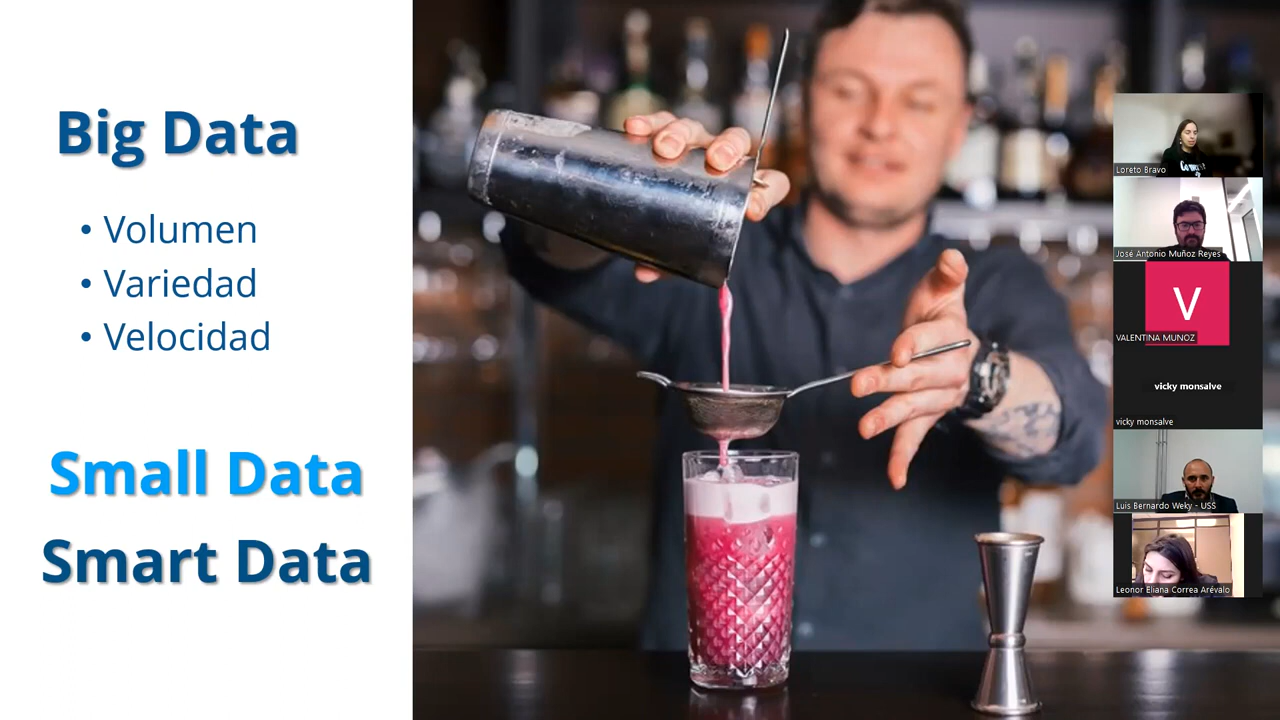 Big Data
• Volumen
• Variedad
• Velocidad
Small Data
Smart Data
Loreto Bravo
José Antonio Muñoz Reyes
V
VALENTINA MUNOZ
vicky monsalve
vicky monsalve
Luis Bernardo Weky - USS
Leonor Eliana Correa Arévalo